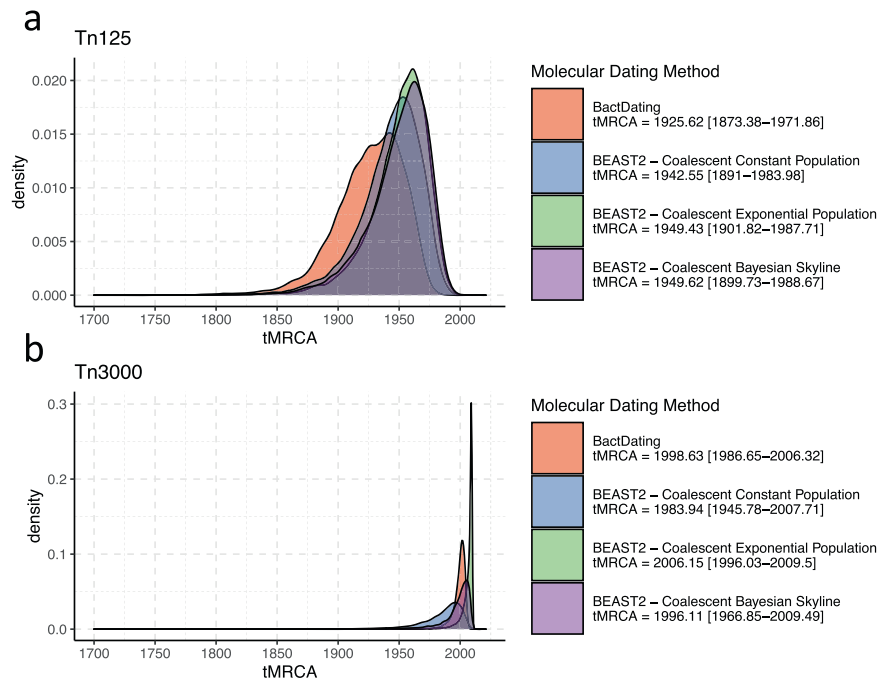 a
Tn125
density
0.020
0.015
0.010
0.005
0.000
1700 1750 1800 1850 1900 1950 2000
tMRCA
Molecular Dating Method
BactDating
tMRCA = 1925.62 [1873.38–1971.86]
BEAST2 – Coalescent Constant Population
tMRCA = 1942.55 [1891–1983.98]
BEAST2 – Coalescent Exponential Population
tMRCA = 1949.43 [1901.82–1987.71]
BEAST2 – Coalescent Bayesian Skyline
tMRCA = 1949.62 [1899.73–1988.67]
b
Tn3000
density
0.3
0.2
0.1
0.0
1700 1750 1800 1850 1900 1950 2000
tMRCA
Molecular Dating Method
BactDating
tMRCA = 1998.63 [1986.65–2006.32]
BEAST2 – Coalescent Constant Population
tMRCA = 1983.94 [1945.78–2007.71]
BEAST2 – Coalescent Exponential Population
tMRCA = 2006.15 [1996.03–2009.5]
BEAST2 – Coalescent Bayesian Skyline
tMRCA = 1996.11 [1966.85–2009.49]